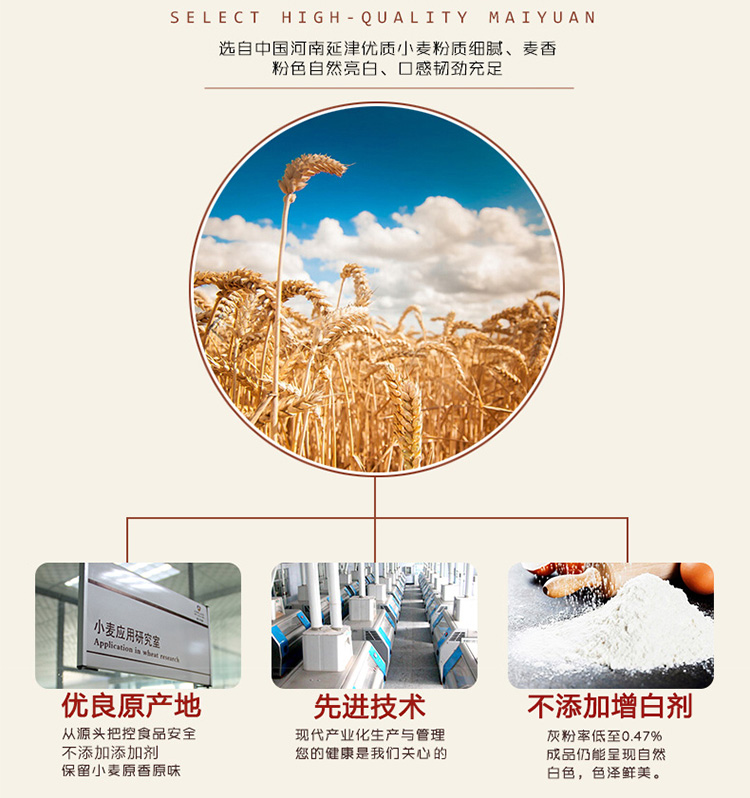 SELECT HIGH-QUALITY MAIYUAN
选自中国河南延津优质小麦粉质细腻、麦香
粉色自然亮白、口感韧劲充足
小麦应用研究室
Application in wheat research
优良原产地
先进技术
不添加增白剂
从源头把控食品安全
不添加添加剂
保留小麦原香原味
现代产业化生产与管理
您的健康是我们关心的
灰粉率低至0.47%
成品仍能呈现自然
白色，色泽鲜美。